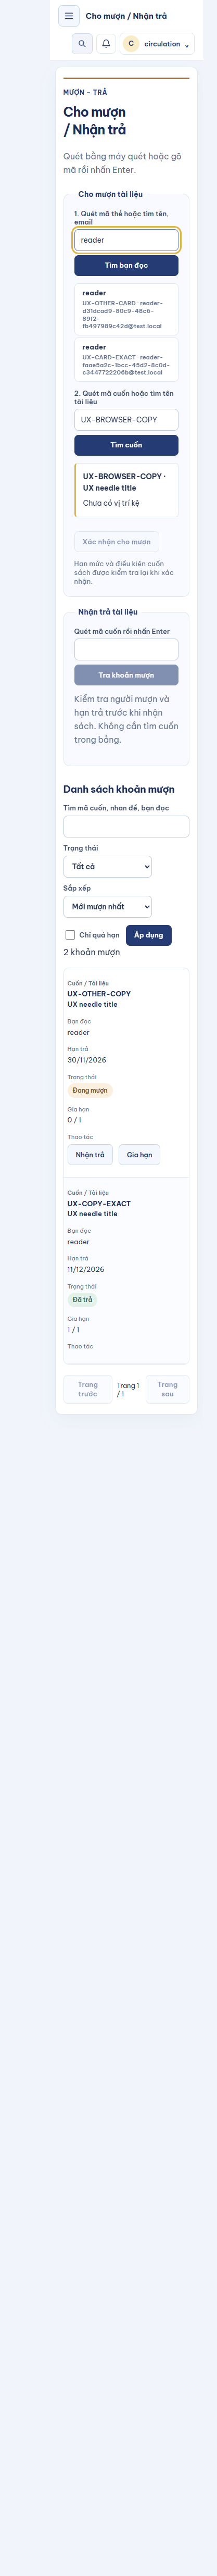 Cho mượn / Nhận trả
C
circulation
MƯỢN – TRẢ
Cho mượn
/ Nhận trả
Quét bằng máy quét hoặc gõ
mã rồi nhấn Enter.
Cho mượn tài liệu
1. Quét mã thẻ hoặc tìm tên,
email
reader
Tìm bạn đọc
reader
UX-OTHER-CARD · reader-
d31dcad9-80c9-48c6-
89f2-
fb497989c42d@test.local
reader
UX-CARD-EXACT · reader-
2. Quét mã cuốn hoặc tìm tên
tài liệu
UX-BROWSER-COPY
Tìm cuốn
UX-BROWSER-COPY ·
UX needle title
Chưa có vị trí kệ
Xác nhận cho mượn
Hạn mức và điều kiện cuốn
sách được kiểm tra lại khi xác
nhận.
Nhận trả tài liệu
Quét mã cuốn rồi nhấn Enter
Tra khoản mượn
Kiểm tra người mượn và
hạn trả trước khi nhận
sách. Không cần tìm cuốn
trong bảng.
Danh sách khoản mượn
Tìm mã cuốn, nhan đề, bạn đọc
Trạng thái
Tất cả
Sắp xếp
Mới mượn nhất
Chỉ quá hạn
Áp dụng
2 khoản mượn
Cuốn / Tài liệu
UX-OTHER-COPY
UX needle title
Bạn đọc
reader
Hạn trả
30/11/2026
Trạng thái
Đang mượn
Gia hạn
0 / 1
Thao tác
Nhận trả
Gia hạn
Cuốn / Tài liệu
UX-COPY-EXACT
UX needle title
Bạn đọc
reader
Hạn trả
11/12/2026
Trạng thái
Đã trả
Gia hạn
1 / 1
Thao tác
Trang
trước
Trang 1
/ 1
Trang
sau